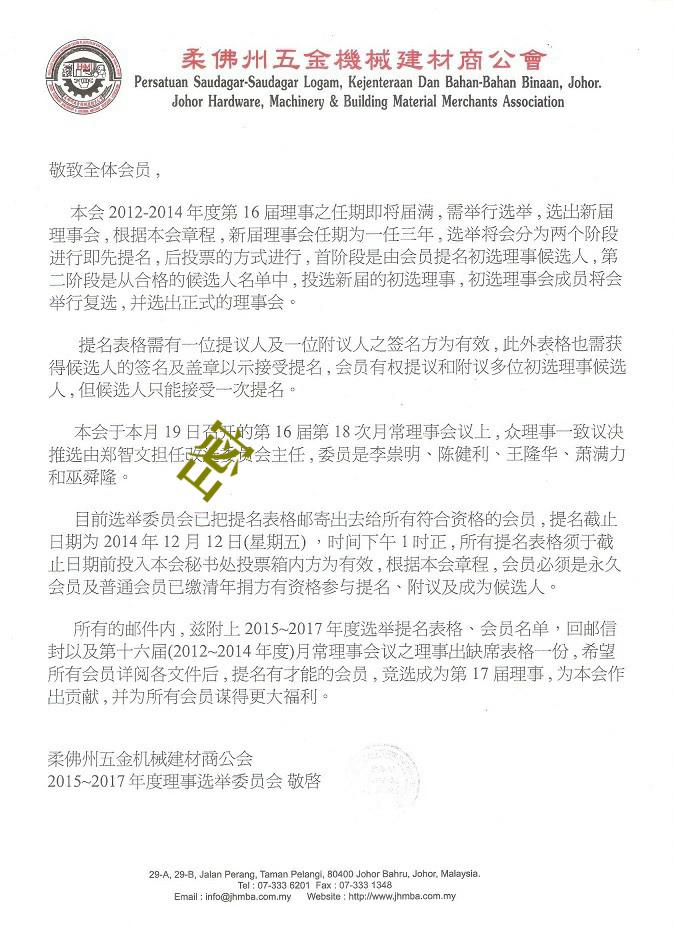 柔佛州五金機械建材商公會
Persatuan Saudagar-Saudagar Logam, Kejenteraan Dan Bahan-Bahan Binaan, Johor.
Johor Hardware, Machinery & Building Material Merchants Association
敬致全体会员，
本会 2012-2014 年度第 16 届理事之任期即将届满，需举行选举，选出新届
理事会，根据本会章程，新届理事会任期为一任三年，选举将会分为两个阶段
进行即先提名，后投票的方式进行，首阶段是由会员提名初选理事候选人，第
二阶段是从合格的候选人名单中，投选新届的初选理事，初选理事会成员将会
举行复选，并选出正式的理事会。
提名表格需有一位提议人及一位附议人之签名方为有效，此外表格也需获
得候选人的签名及盖章以示接受提名，会员有权提议和附议多位初选理事候选
人，但候选人只能接受一次提名。
本会于本月 19 日召开的第 16 届第 18 次月常理事会议上，众理事一致议决
推选由郑智文担任委员会主任，委员是李崇明、陈健利、王隆华、萧满力
和巫舜隆。
目前选举委员会已把提名表格邮寄出去给所有符合资格的会员，提名截止
日期为 2014 年 12 月 12 日(星期五)，时间下午 1 时正，所有提名表格须于截
止日期前投入本会秘书处投票箱内方为有效，根据本会章程，会员必须是永久
会员及普通会员已缴清年捐方有资格参与提名、附议及成为候选人。
所有的邮件内，兹附上 2015~2017 年度选举提名表格、会员名单，回邮信
封以及第十六届(2012~2014 年度)月常理事会议之理事出缺席表格一份，希望
所有会员详阅各文件后，提名有才能的会员，竞选成为第 17 届理事，为本会作
出贡献，并为所有会员谋得更大福利。
柔佛州五金机械建材商公会
2015~2017 年度理事选举委员会 敬啓
29-A, 29-B, Jalan Perang, Taman Pelangi, 80400 Johor Bahru, Johor, Malaysia.
Tel : 07-333 6201 Fax : 07-333 1348
Email : info@jhmba.com.my Website : http://www.jhmba.com.my